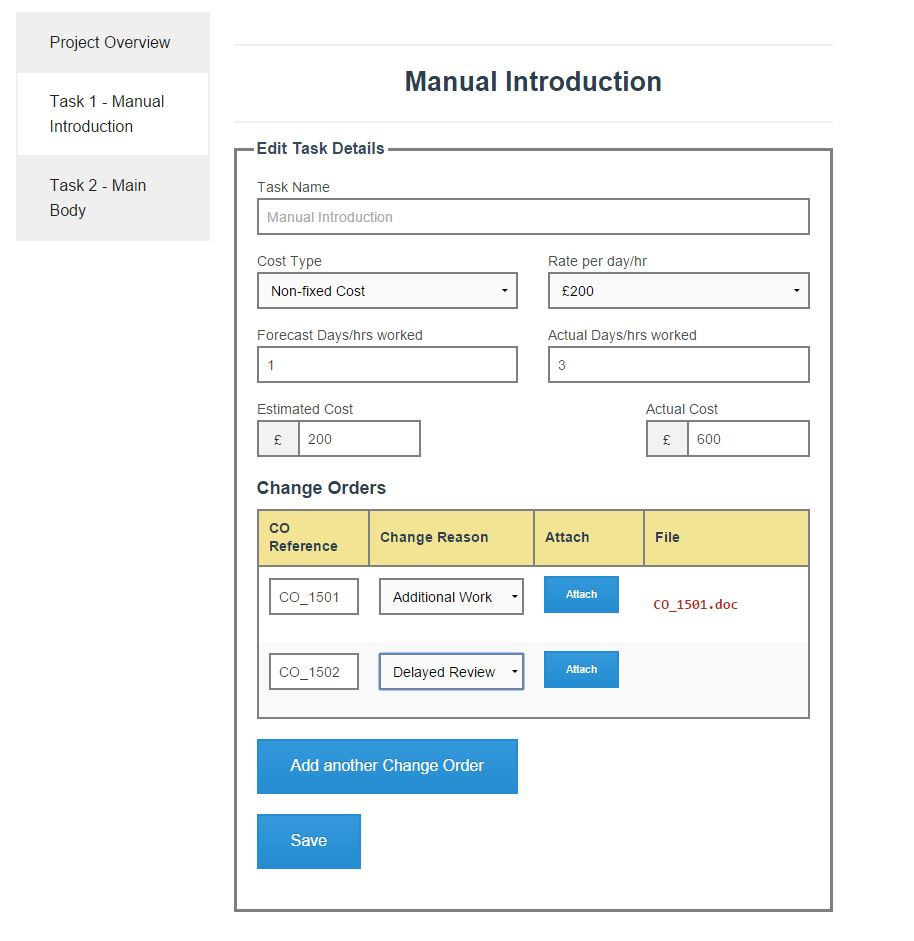 Project Overview
Task 1 - Manual
Introduction
Task 2 - Main
Body
Manual Introduction
Edit Task Details
Task Name
Manual Introduction
Cost Type
Rate per day/hr
Non-fixed Cost
£200
Forecast Days/hrs worked
Actual Days/hrs worked
1
3
Estimated Cost
Actual Cost
£ 200
£ 600
Change Orders
CO
Reference
Change Reason
Attach
File
CO_1501
Additional Work
Attach
CO_1501.doc
CO_1502
Delayed Review
Attach
Add another Change Order
Save